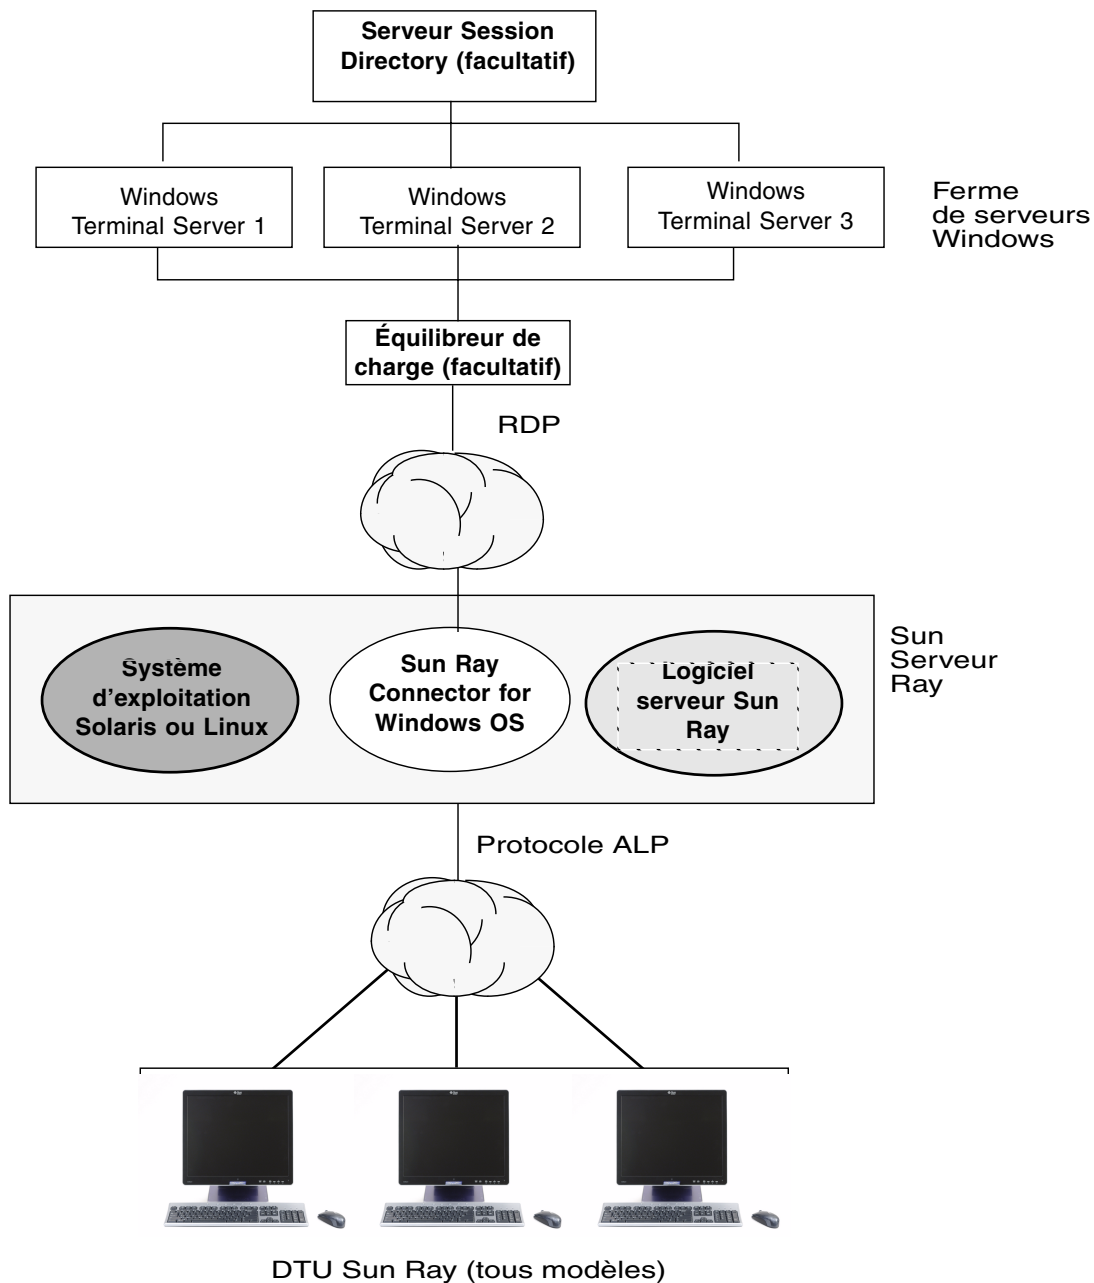 Serveur Session
Directory (facultatif)
Windows
Terminal Server 1
Windows
Terminal Server 2
Windows
Terminal Server 3
Ferme
de serveurs
Windows
Équilibreur de
charge (facultatif)
RDP
Système
d'exploitation
Solaris ou Linux
Sun Ray
Connector for
Windows OS
Logiciel
serveur Sun
Ray
Sun
Serveur
Ray
Protocole ALP
DTU Sun Ray (tous modèles)